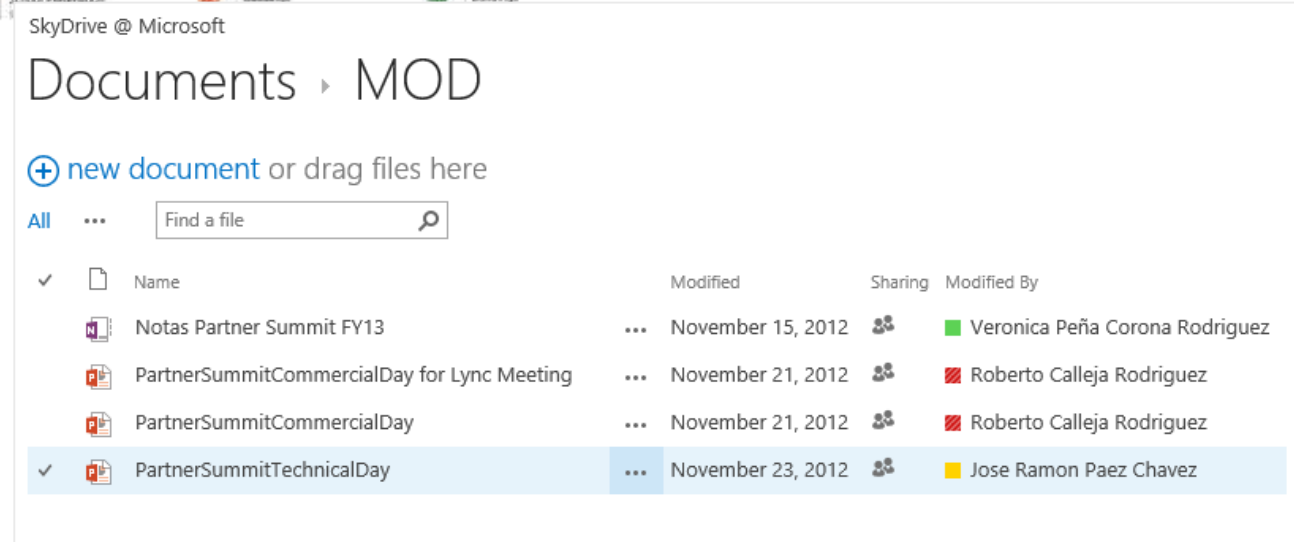 SkyDrive @ Microsoft
Documents ▸ MOD
new document or drag files here
All ••• Find a file
Name Modified Sharing Modified By
Notas Partner Summit FY13 ••• November 15, 2012 Veronica Peña Corona Rodriguez
PartnerSummitCommercialDay for Lync Meeting ••• November 21, 2012 Roberto Calleja Rodriguez
PartnerSummitCommercialDay ••• November 21, 2012 Roberto Calleja Rodriguez
PartnerSummitTechnicalDay ••• November 23, 2012 Jose Ramon Paez Chavez